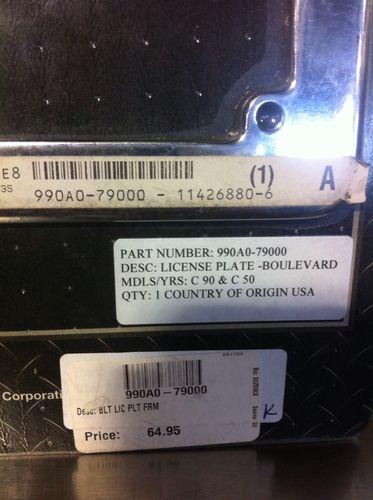 E8
(1) A
35
990A0-79000 - 11426880-6
PART NUMBER: 990A0-79000
DESC: LICENSE PLATE -BOULEVARD
MDLS/YRS: C 90 & C 50
QTY: 1 COUNTRY OF ORIGIN USA
Corporati
990A0-79000
Desc: BLT LIC PLT FRM
Price: 64.95
K